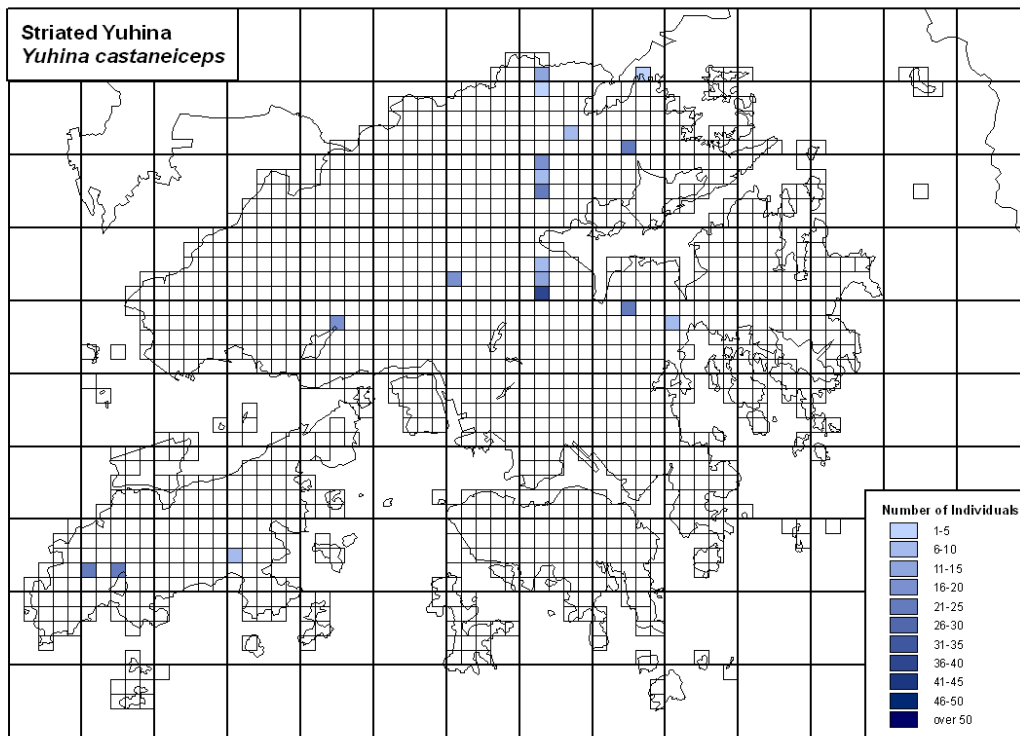 Striated Yuhina
Yuhina castaneiceps
Number of Individuals
1-5
6-10
11-15
16-20
21-25
26-30
31-35
36-40
41-45
46-50
over 50